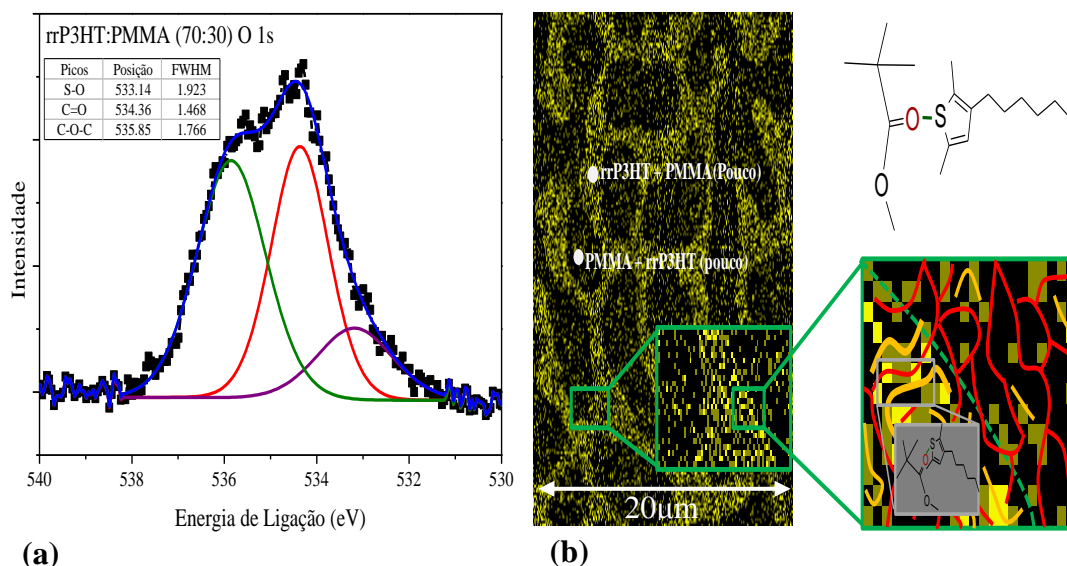 rrP3HT:PMMA (70:30) O 1s
Picos Posição FWHM
S-O 533.14 1.923
C=O 534.36 1.468
C-O-C 535.85 1.766
Intensidade
540 538 536 534 532 530
Energia de Ligação (eV)
(a)
rrP3HT + PMMA(Pouco)
PMMA + rrP3HT (pouco)
20μm
(b)
O
S
O
S
O
O